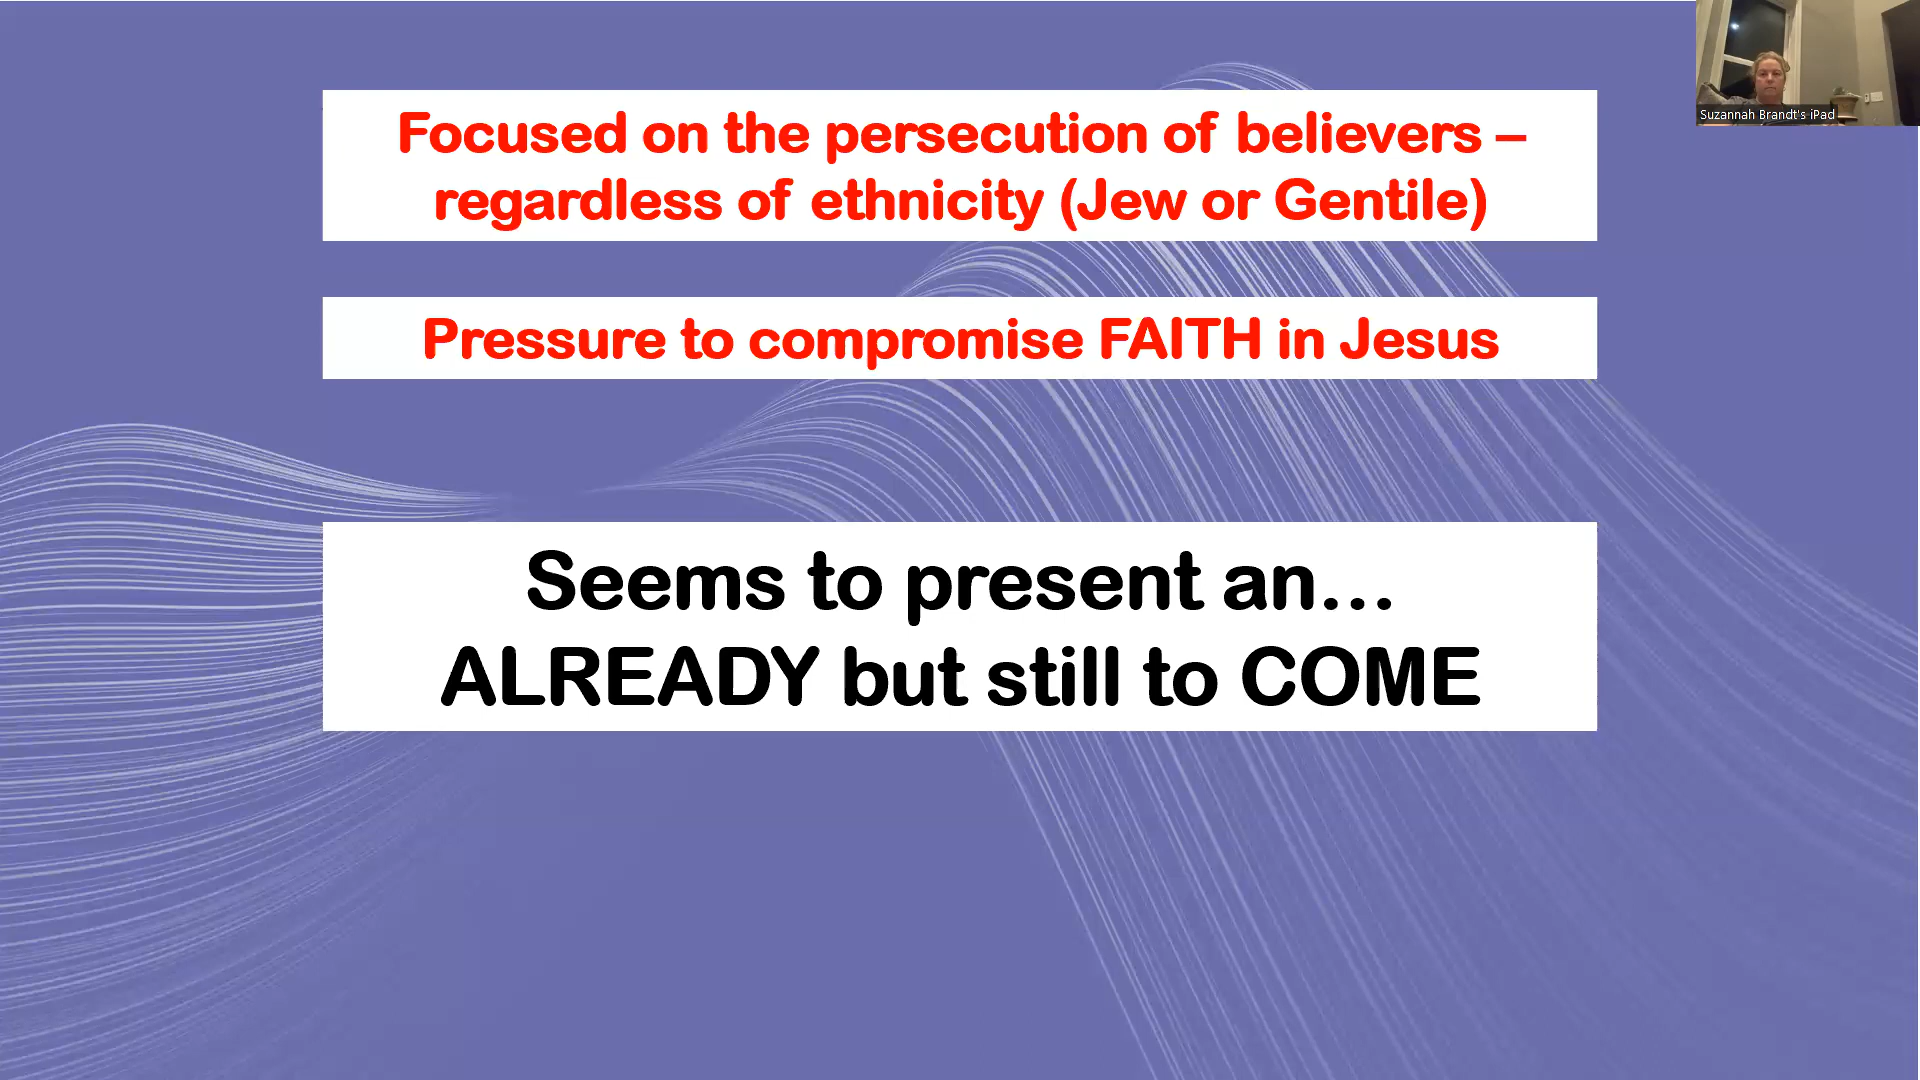 Focused on the persecution of believers –
regardless of ethnicity (Jew or Gentile)
Pressure to compromise FAITH in Jesus
Seems to present an...
ALREADY but still to COME
Suzannah Brandt's iPad